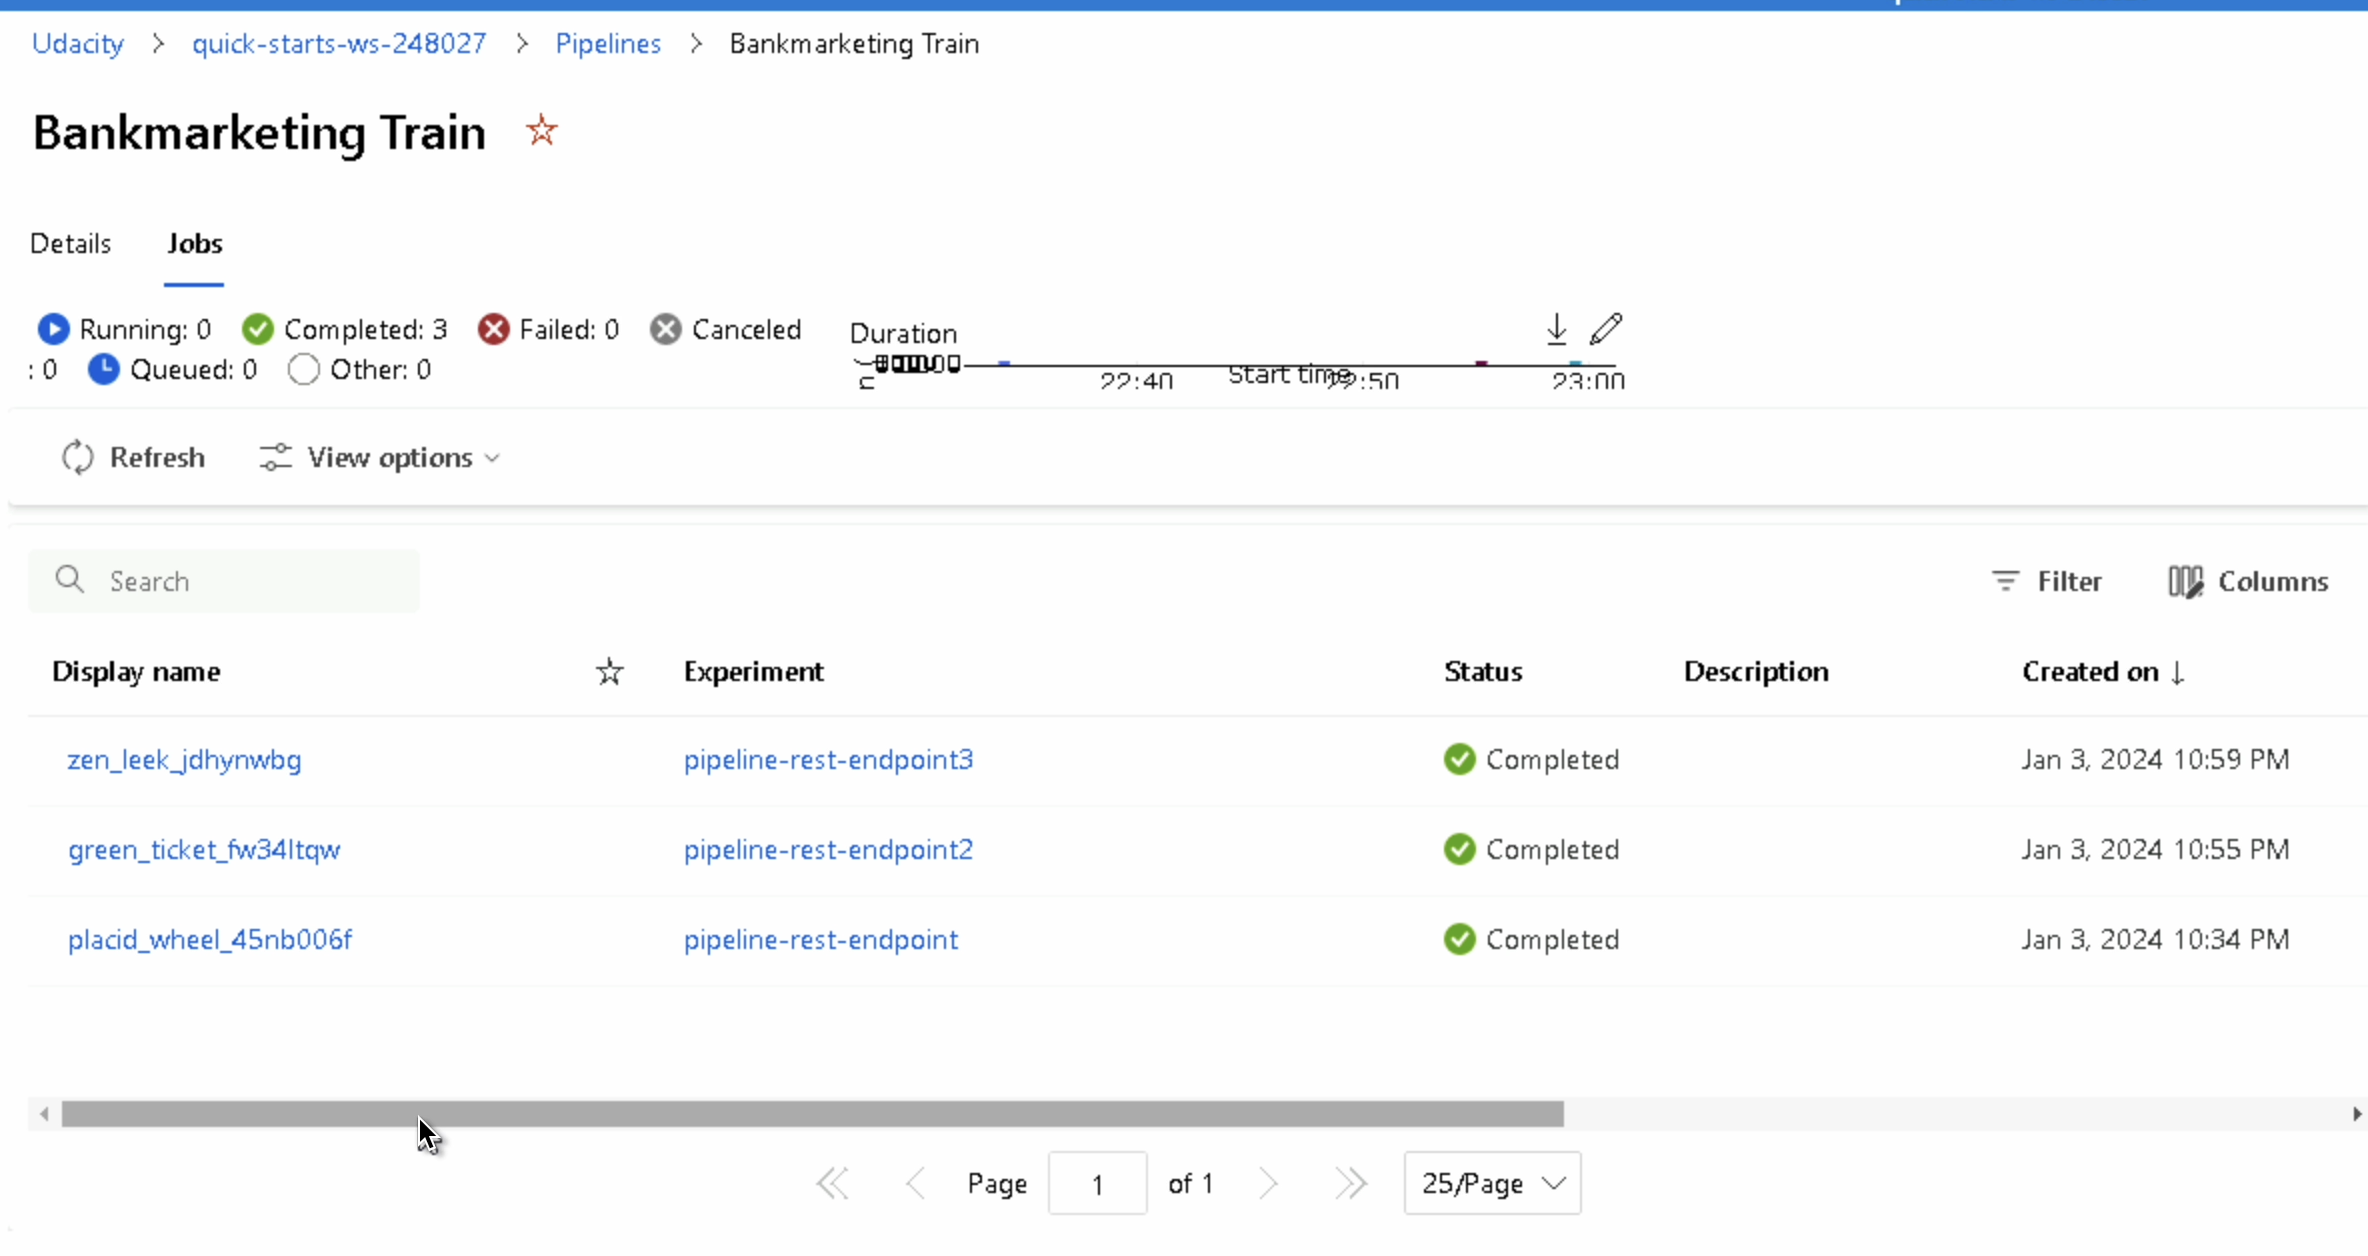 Udacity > quick-starts-ws-248027 > Pipelines > Bankmarketing Train
Bankmarketing Train
Details Jobs
Running: 0 Completed: 3 Failed: 0 Canceled
: 0 Queued: 0 Other: 0
Duration
22:40 Start time 22:50 23:00
Refresh View options
Search Filter Columns
Display name Experiment Status Description Created on ↓
zen_leek_jdhynwbg pipeline-rest-endpoint3 Completed Jan 3, 2024 10:59 PM
green_ticket_fw34ltqw pipeline-rest-endpoint2 Completed Jan 3, 2024 10:55 PM
placid_wheel_45nb006f pipeline-rest-endpoint Completed Jan 3, 2024 10:34 PM
Page 1 of 1 25/Page